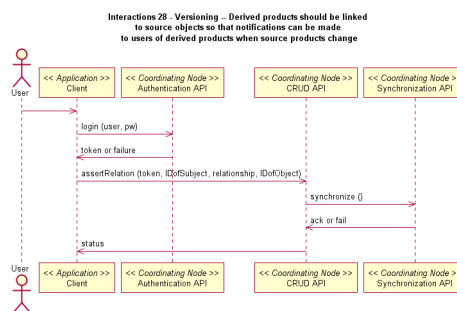 Interactions 28 - Versioning -- Derived products should be linked
to source objects so that notifications can be made
to users of derived products when source products change
User
<< Application >>
Client
<< Coordinating Node >>
Authentication API
<< Coordinating Node >>
CRUD API
<< Coordinating Node >>
Synchronization API
login (user, pw)
token or failure
assertRelation (token, IDofSubject, relationship, IDofObject)
synchronize ()
ack or fail
status
User
<< Application >>
Client
<< Coordinating Node >>
Authentication API
<< Coordinating Node >>
CRUD API
<< Coordinating Node >>
Synchronization API